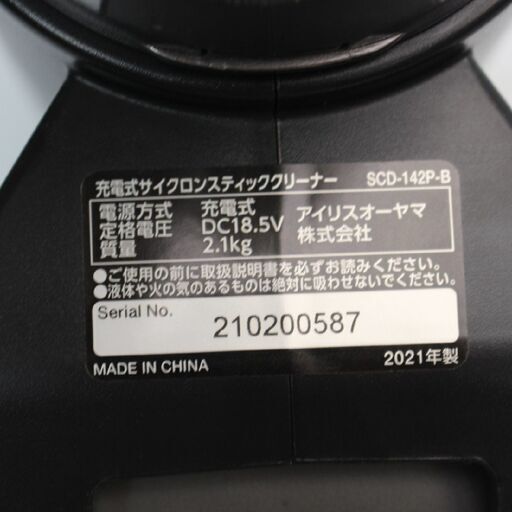 充電式サイクロンスティッククリーナー SCD-142P-B
電源方式 充電式 アイリスオーヤマ
定格電圧 DC18.5V 株式会社
質量 2.1kg
●ご使用の前に取扱説明書を必ずお読みください。
●液体や火の気のあるものは絶対に吸わせないでください。
Serial No.
210200587
MADE IN CHINA 2021年製